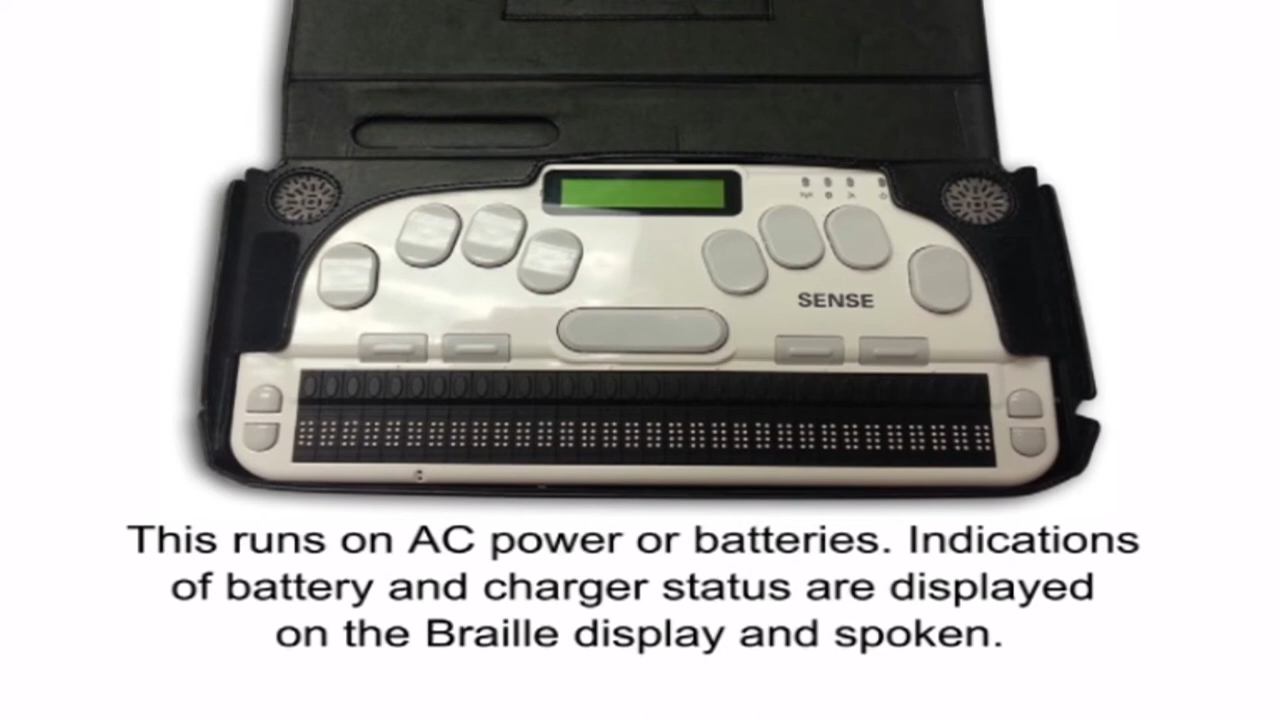 SENSE
This runs on AC power or batteries. Indications
of battery and charger status are displayed
on the Braille display and spoken.